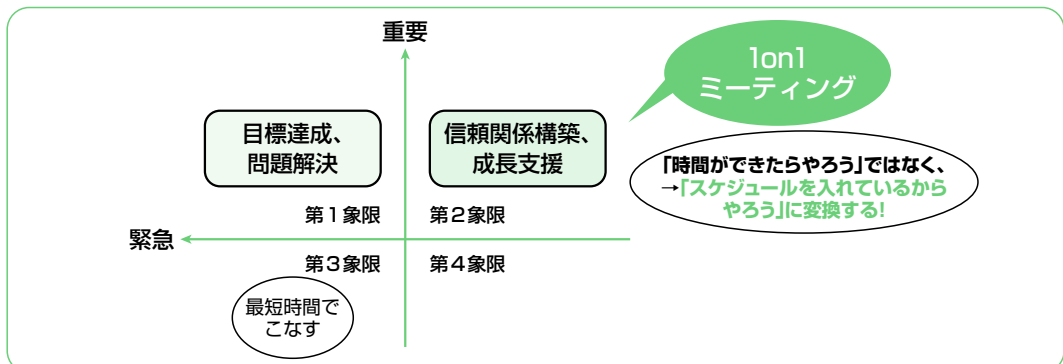 重要
1on1
ミーティング
目標達成、
問題解決
信頼関係構築、
成長支援
「時間ができたらやろう」ではなく、
→「スケジュールを入れているから
やろう」に変換する!
第1象限
第2象限
緊急
第3象限
第4象限
最短時間で
こなす